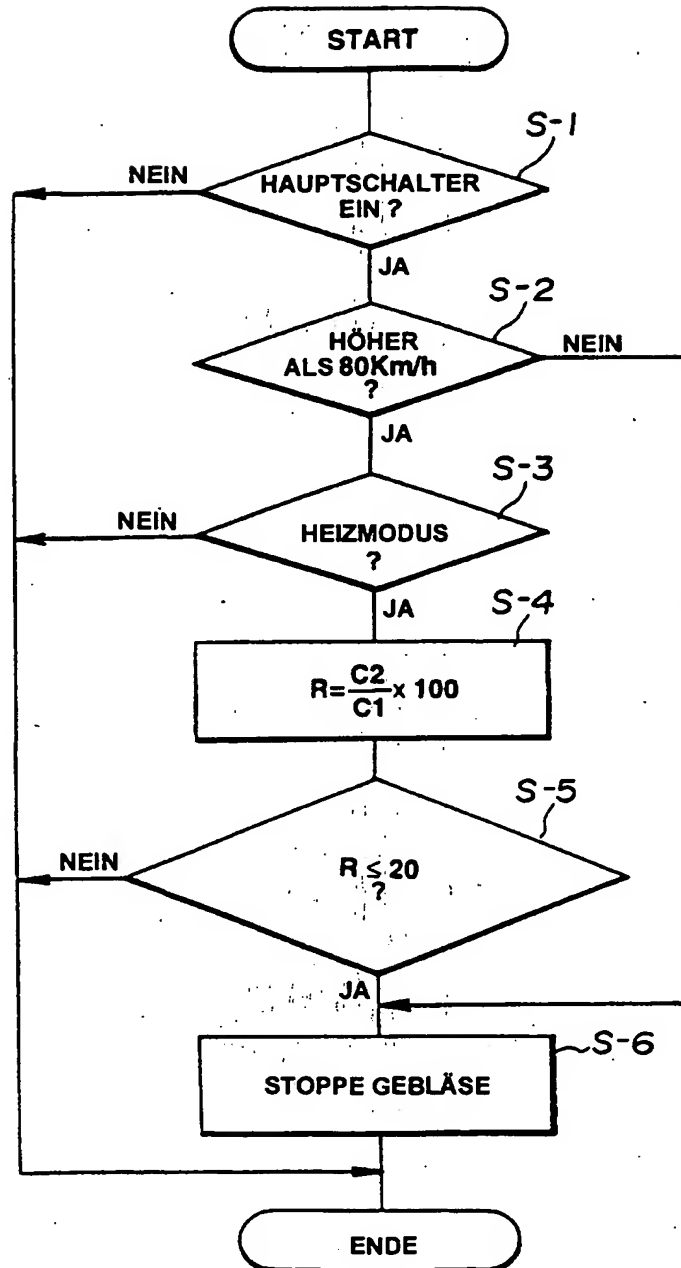 START
S-1
NEIN
HAUPTSCHALTER
EIN ?
JA
S-2
HÖHER
ALS 80Km/h
?
NEIN
JA
S-3
NEIN
HEIZMODUS
?
JA
S-4
R = C2/C1 x 100
S-5
NEIN
R ≤ 20
?
JA
S-6
STOPPE GEBLÄSE
ENDE